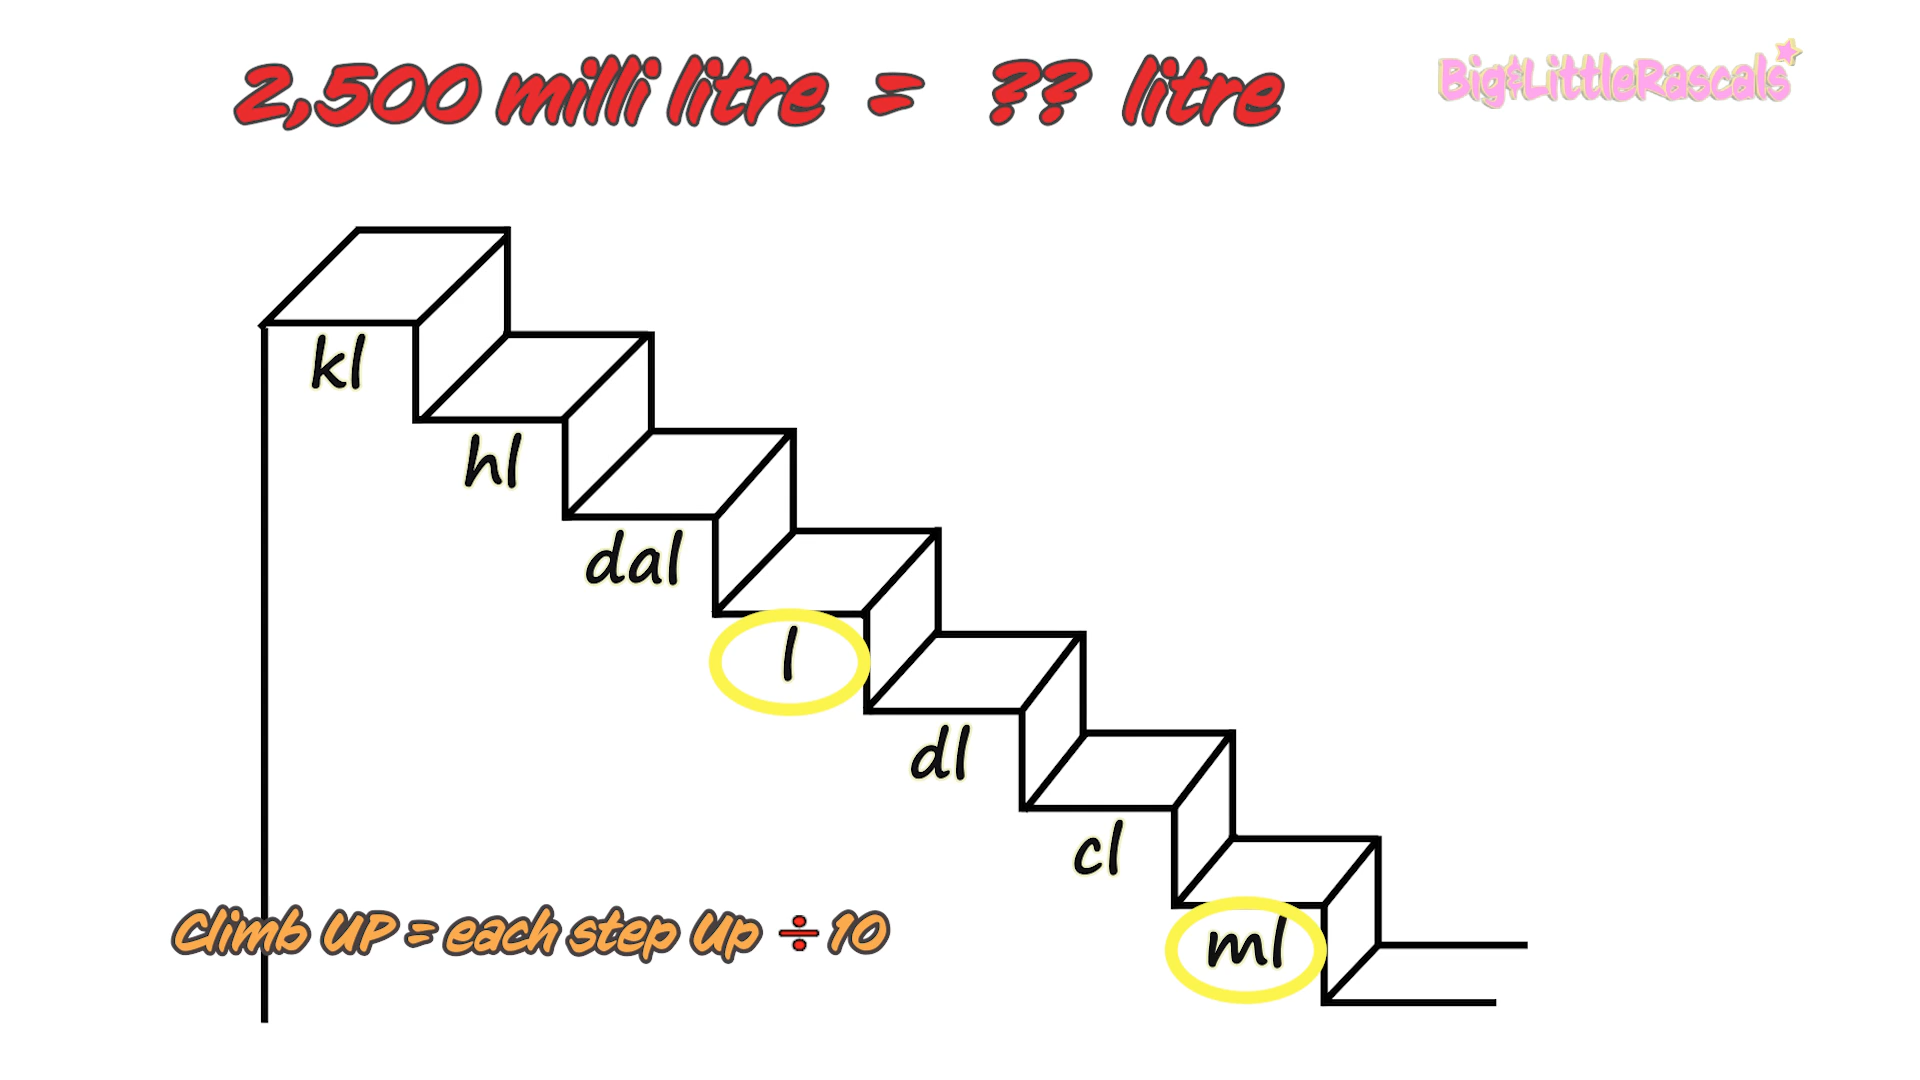 2,500 milli litre = ?? litre
Big&LittleRascals
kl
hl
dal
l
dl
cl
ml
Climb UP = each step Up ÷ 10